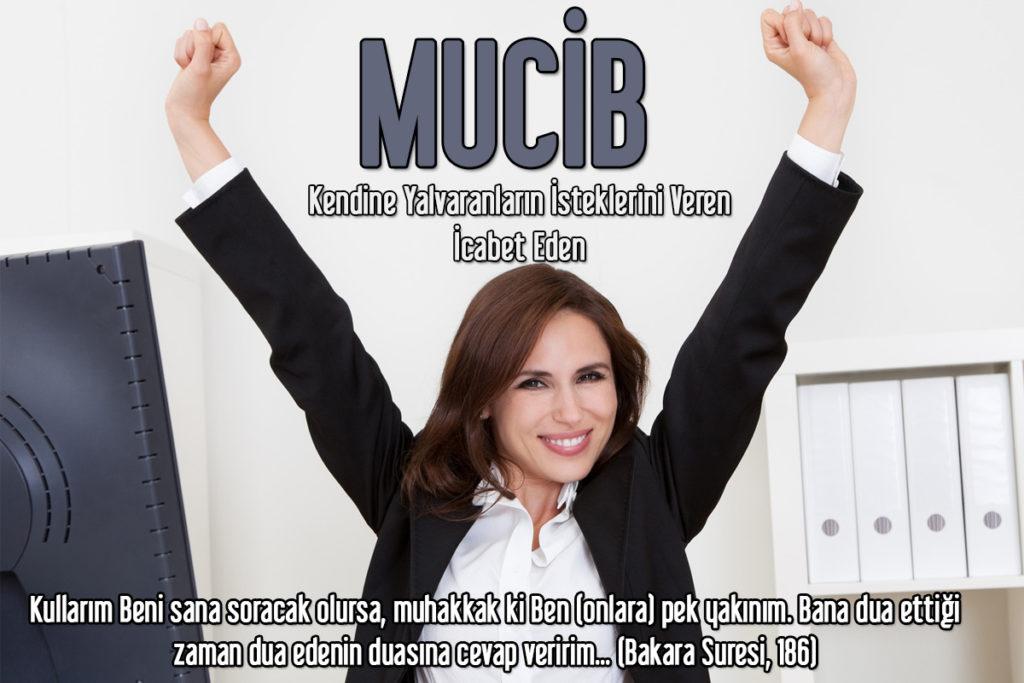 MUCİB
Kendine Yalvaranların İsteklerini Veren
İcabet Eden
Kullarım Beni sana soracak olursa, muhakkak ki Ben (onlara) pek yakınım. Bana dua ettiği
zaman dua edenin duasına cevap veririm... (Bakara Suresi, 186)